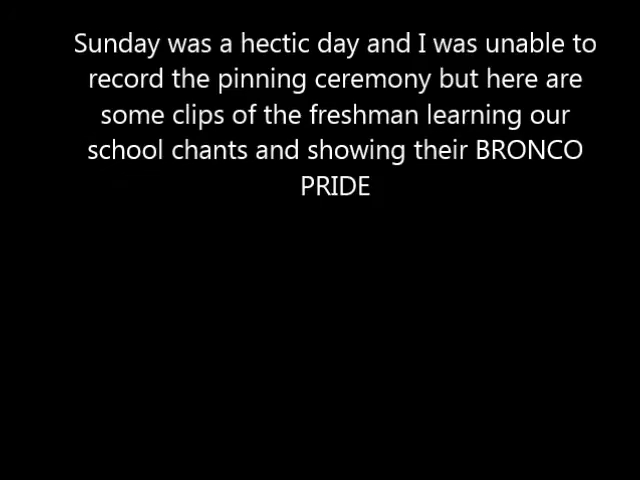 Sunday was a hectic day and I was unable to
record the pinning ceremony but here are
some clips of the freshman learning our
school chants and showing their BRONCO
PRIDE